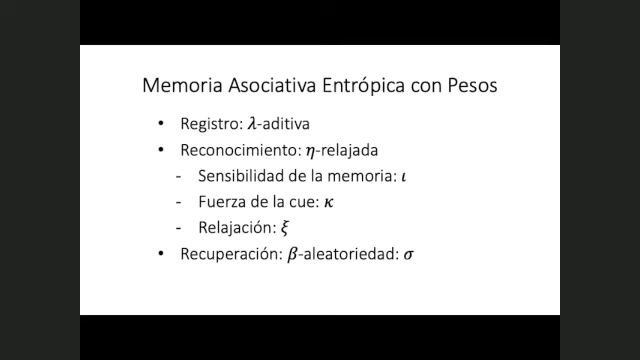 Memoria Asociativa Entrópica con Pesos
• Registro: λ-aditiva
• Reconocimiento: η-relajada
- Sensibilidad de la memoria: ι
- Fuerza de la cue: κ
- Relajación: ξ
• Recuperación: β-aleatoriedad: σ